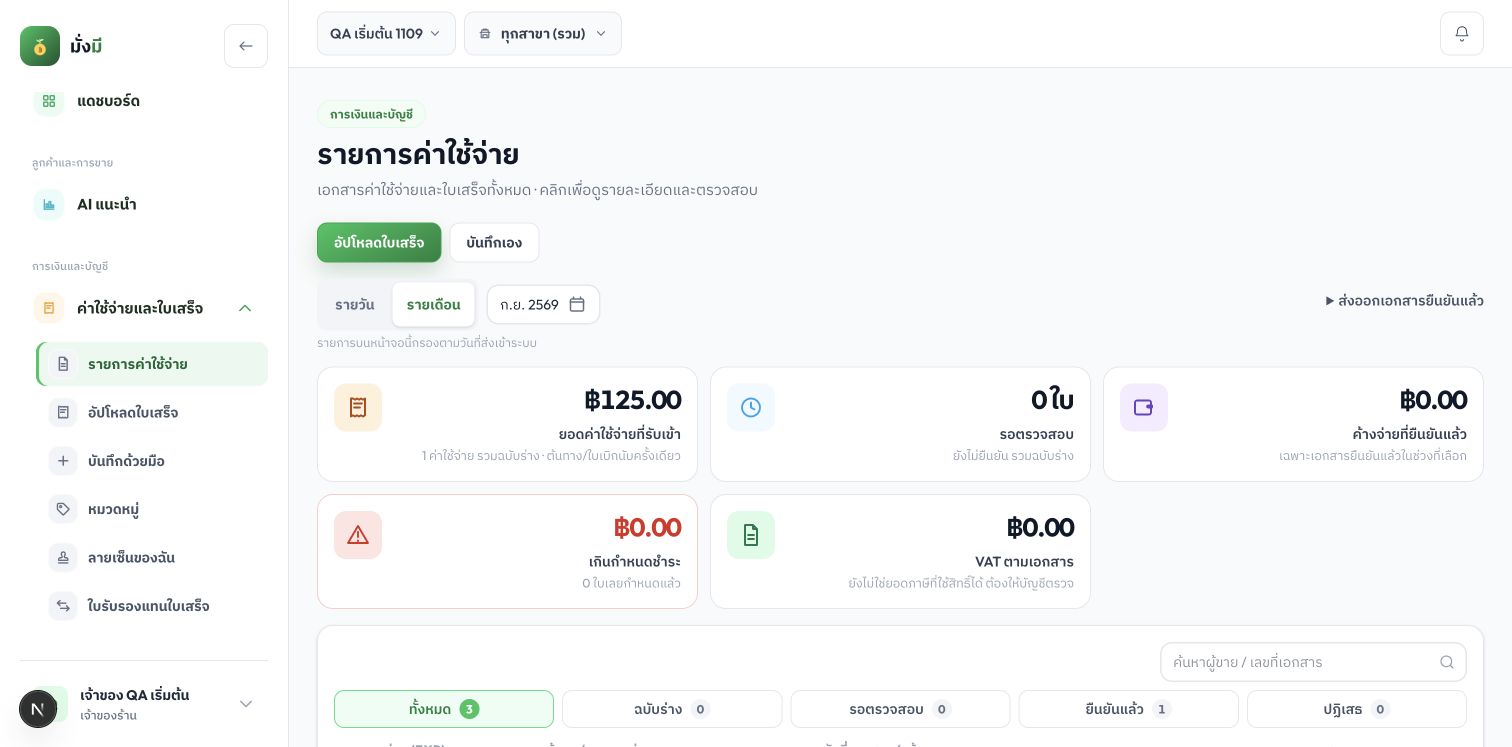 มั่งมี
QA เริ่มต้น 1109
ทุกสาขา (รวม)
แดชบอร์ด
ลูกค้าและการขาย
AI แนะนำ
การเงินและบัญชี
ค่าใช้จ่ายและใบเสร็จ
รายการค่าใช้จ่าย
อัปโหลดใบเสร็จ
บันทึกด้วยมือ
หมวดหมู่
ลายเซ็นของฉัน
ใบรับรองแทนใบเสร็จ
N
เจ้าของ QA เริ่มต้น
เจ้าของร้าน
การเงินและบัญชี
รายการค่าใช้จ่าย
เอกสารค่าใช้จ่ายและใบเสร็จทั้งหมด · คลิกเพื่อดูรายละเอียดและตรวจสอบ
อัปโหลดใบเสร็จ
บันทึกเอง
รายวัน
รายเดือน
ก.ย. 2569
▶ ส่งออกเอกสารยืนยันแล้ว
รายการบนหน้าจอนี้กรองตามวันที่ส่งเข้าระบบ
฿125.00
ยอดค่าใช้จ่ายที่รับเข้า
1 ค่าใช้จ่าย รวมฉบับร่าง · ต้นทาง/ใบเบิกนับครั้งเดียว
0 ใบ
รอตรวจสอบ
ยังไม่ยืนยัน รวมฉบับร่าง
฿0.00
ค้างจ่ายที่ยืนยันแล้ว
เฉพาะเอกสารยืนยันแล้วในช่วงที่เลือก
฿0.00
เกินกำหนดชำระ
0 ใบเลยกำหนดแล้ว
฿0.00
VAT ตามเอกสาร
ยังไม่ใช่ยอดภาษีที่ใช้สิทธิ์ได้ ต้องให้บัญชีตรวจ
ค้นหาผู้ขาย / เลขที่เอกสาร
ทั้งหมด 3
ฉบับร่าง 0
รอตรวจสอบ 0
ยืนยันแล้ว 1
ปฏิเสธ 0